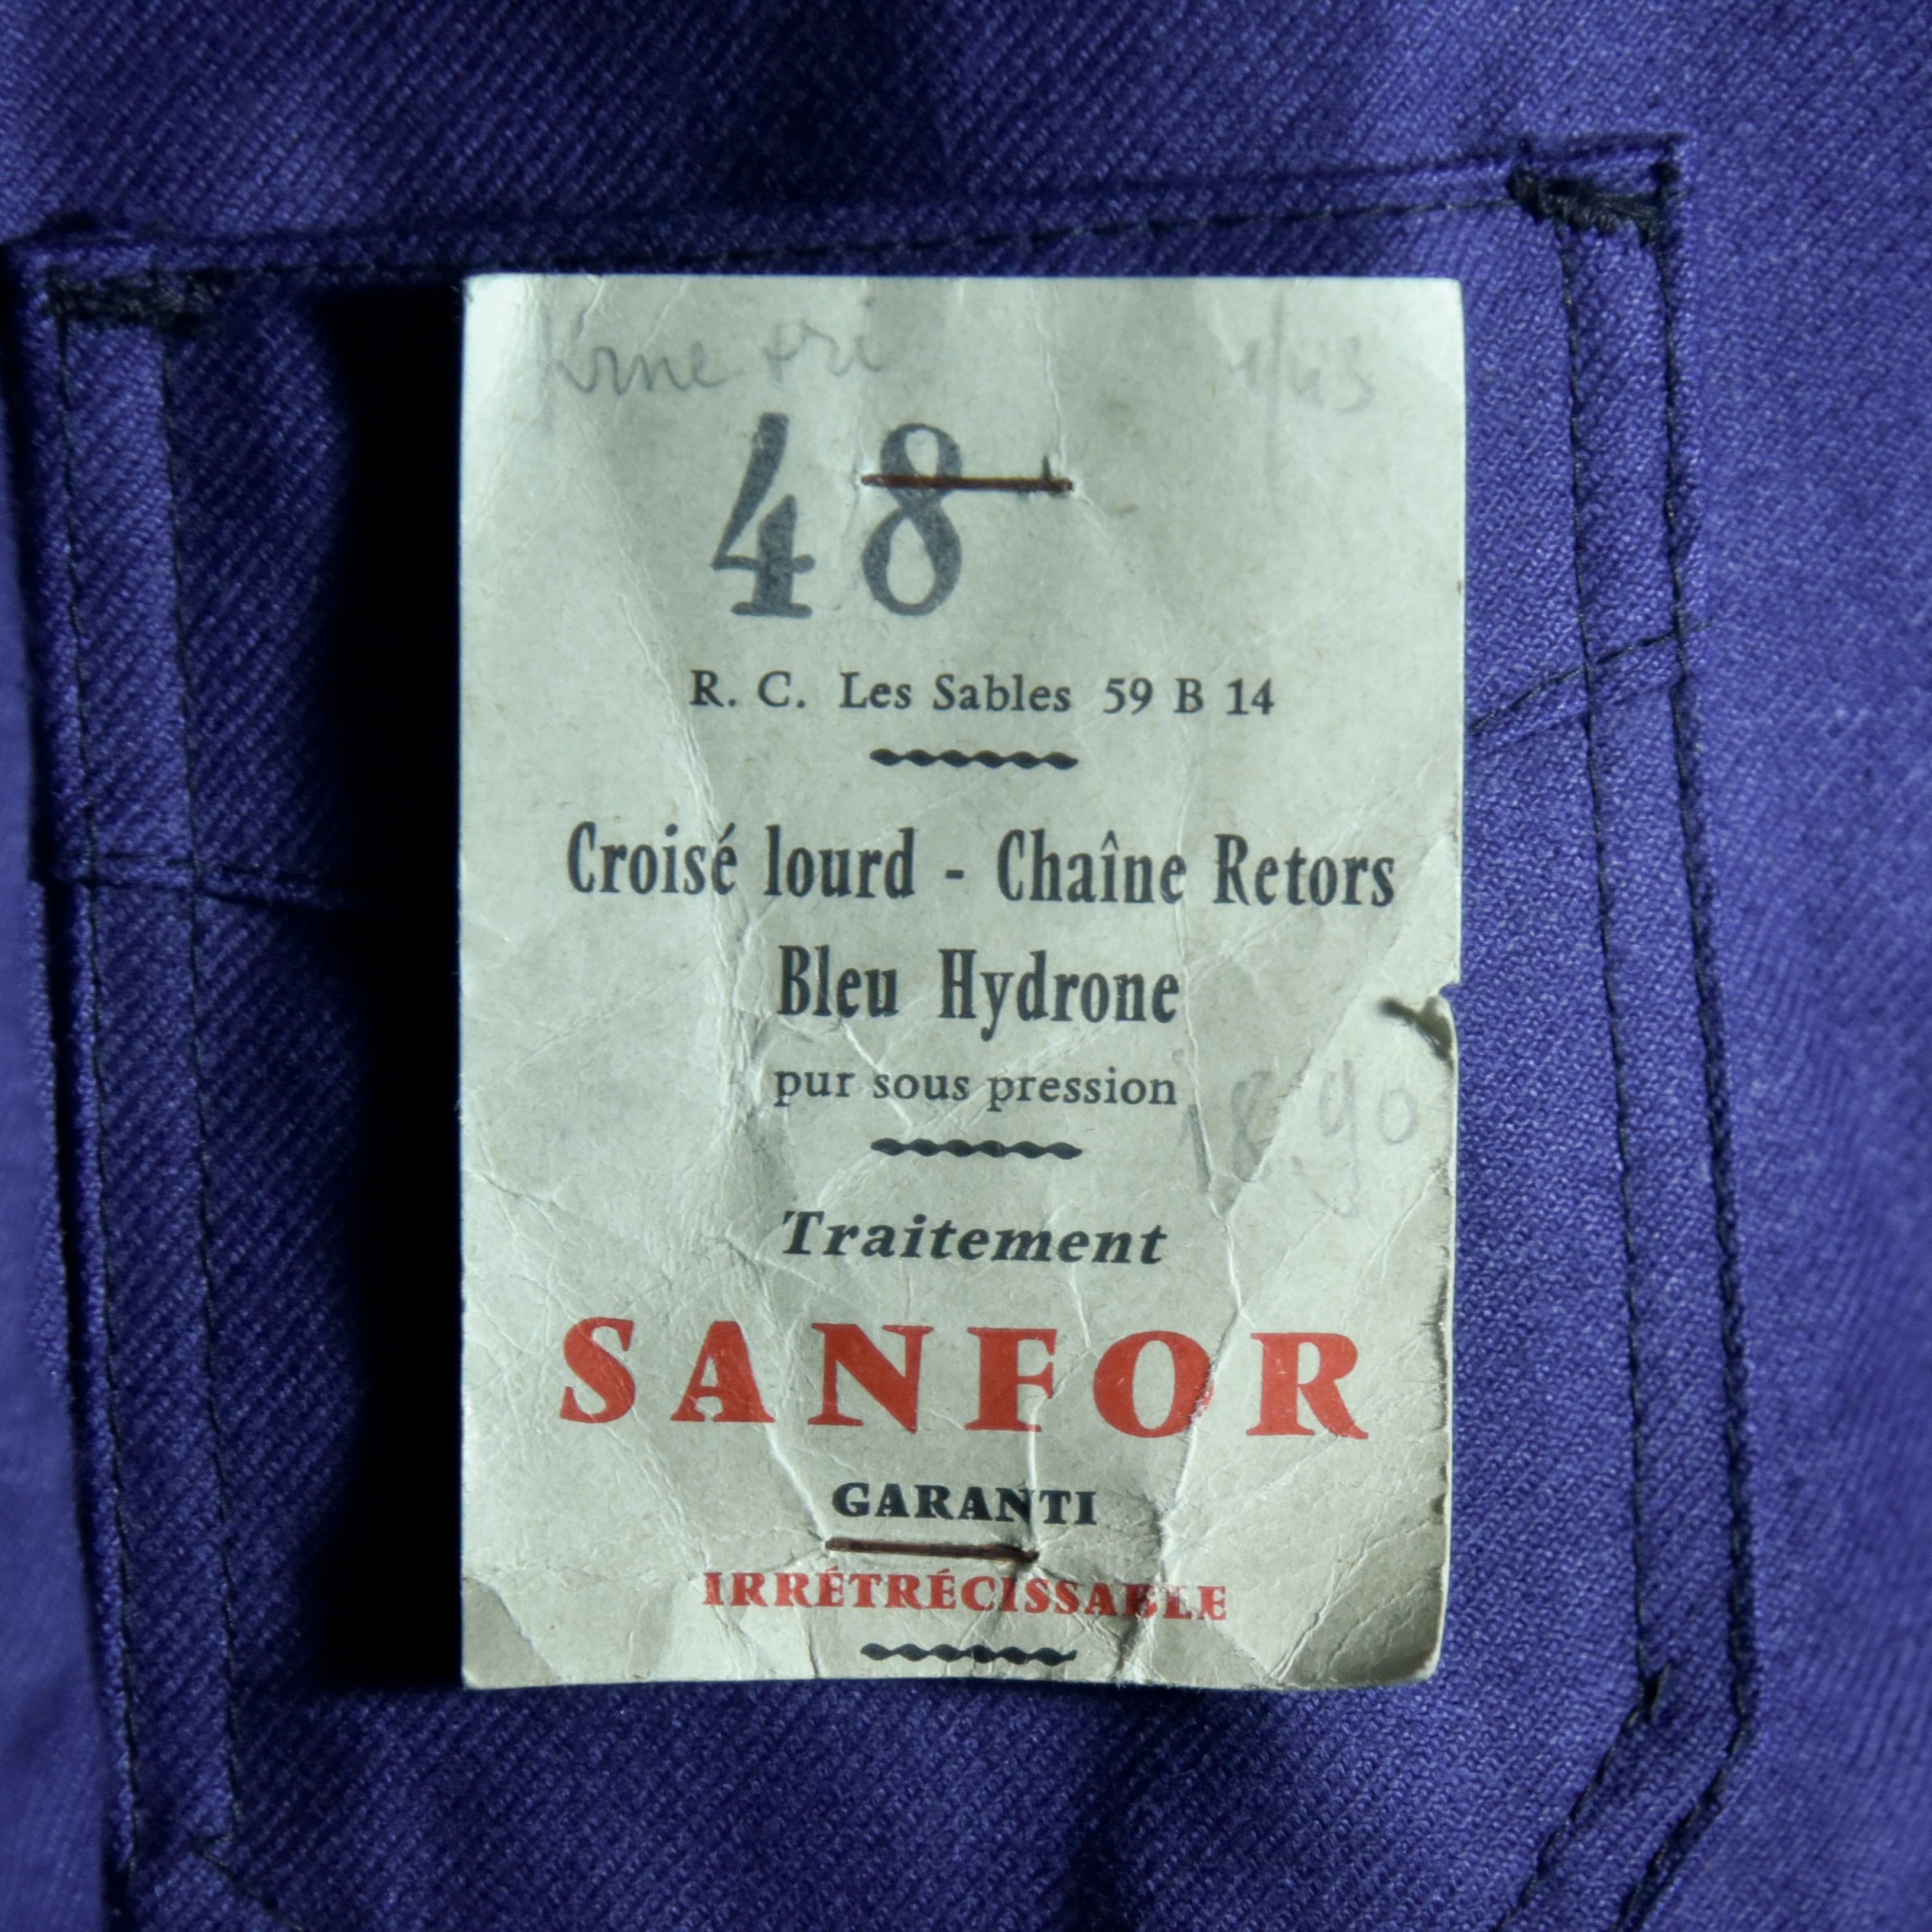 48
R. C. Les Sables 59 B 14
Croisé lourd - Chaîne Retors
Bleu Hydrone
pur sous pression
18,90
Traitement
SANFOR
GARANTI
IRRÉTRÉCISSABLE